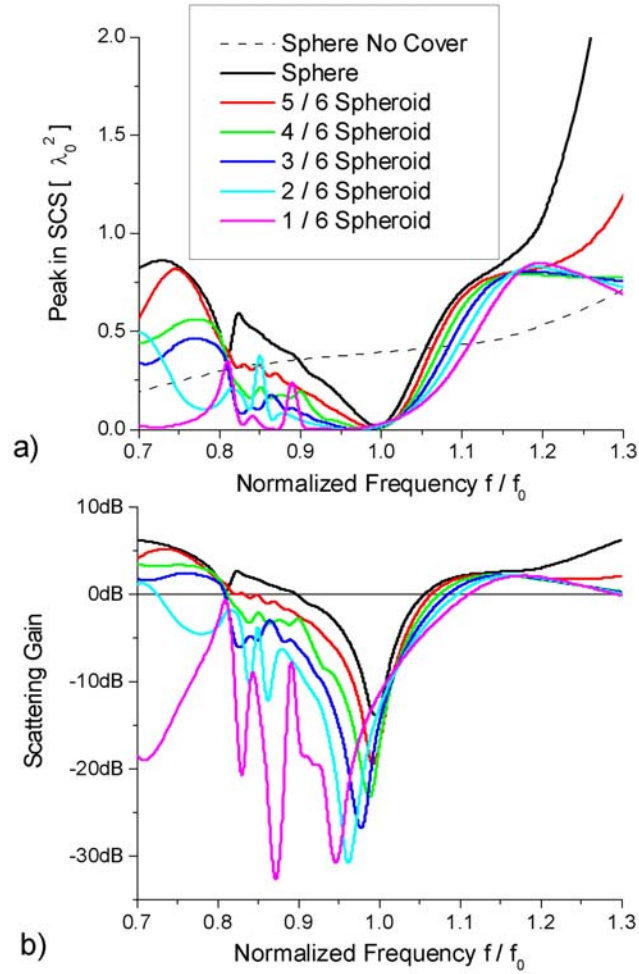 Sphere No Cover
Sphere
5 / 6 Spheroid
4 / 6 Spheroid
3 / 6 Spheroid
2 / 6 Spheroid
1 / 6 Spheroid
Peak in SCS [ λ₀² ]
2.0
1.5
1.0
0.5
0.0
0.7 0.8 0.9 1.0 1.1 1.2 1.3
a)
Normalized Frequency f / f₀
Scattering Gain
10dB
0dB
-10dB
-20dB
-30dB
0.7 0.8 0.9 1.0 1.1 1.2 1.3
b)
Normalized Frequency f / f₀